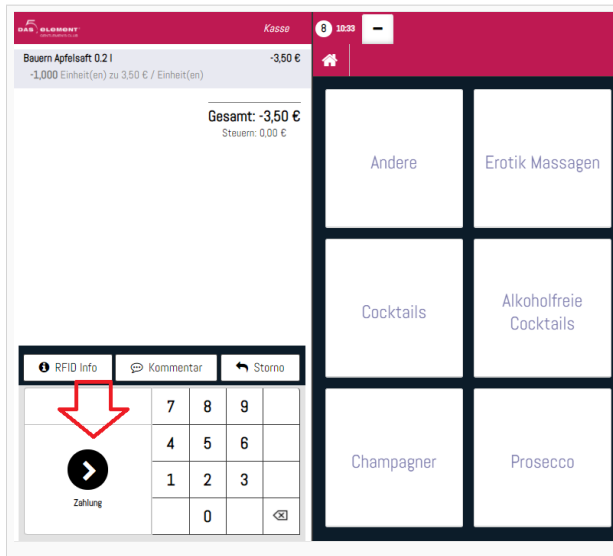 DAS 5. ELEMENT
Kasse
8 10:33
Bauern Apfelsaft 0.2 l -3,50 €
-1,000 Einheit(en) zu 3,50 € / Einheit(en)
Gesamt: -3,50 €
Steuern: 0,00 €
Andere
Erotik Massagen
Cocktails
Alkoholfreie
Cocktails
Champagner
Prosecco
RFID Info
Kommentar
Storno
7 8 9
4 5 6
1 2 3
0
Zahlung